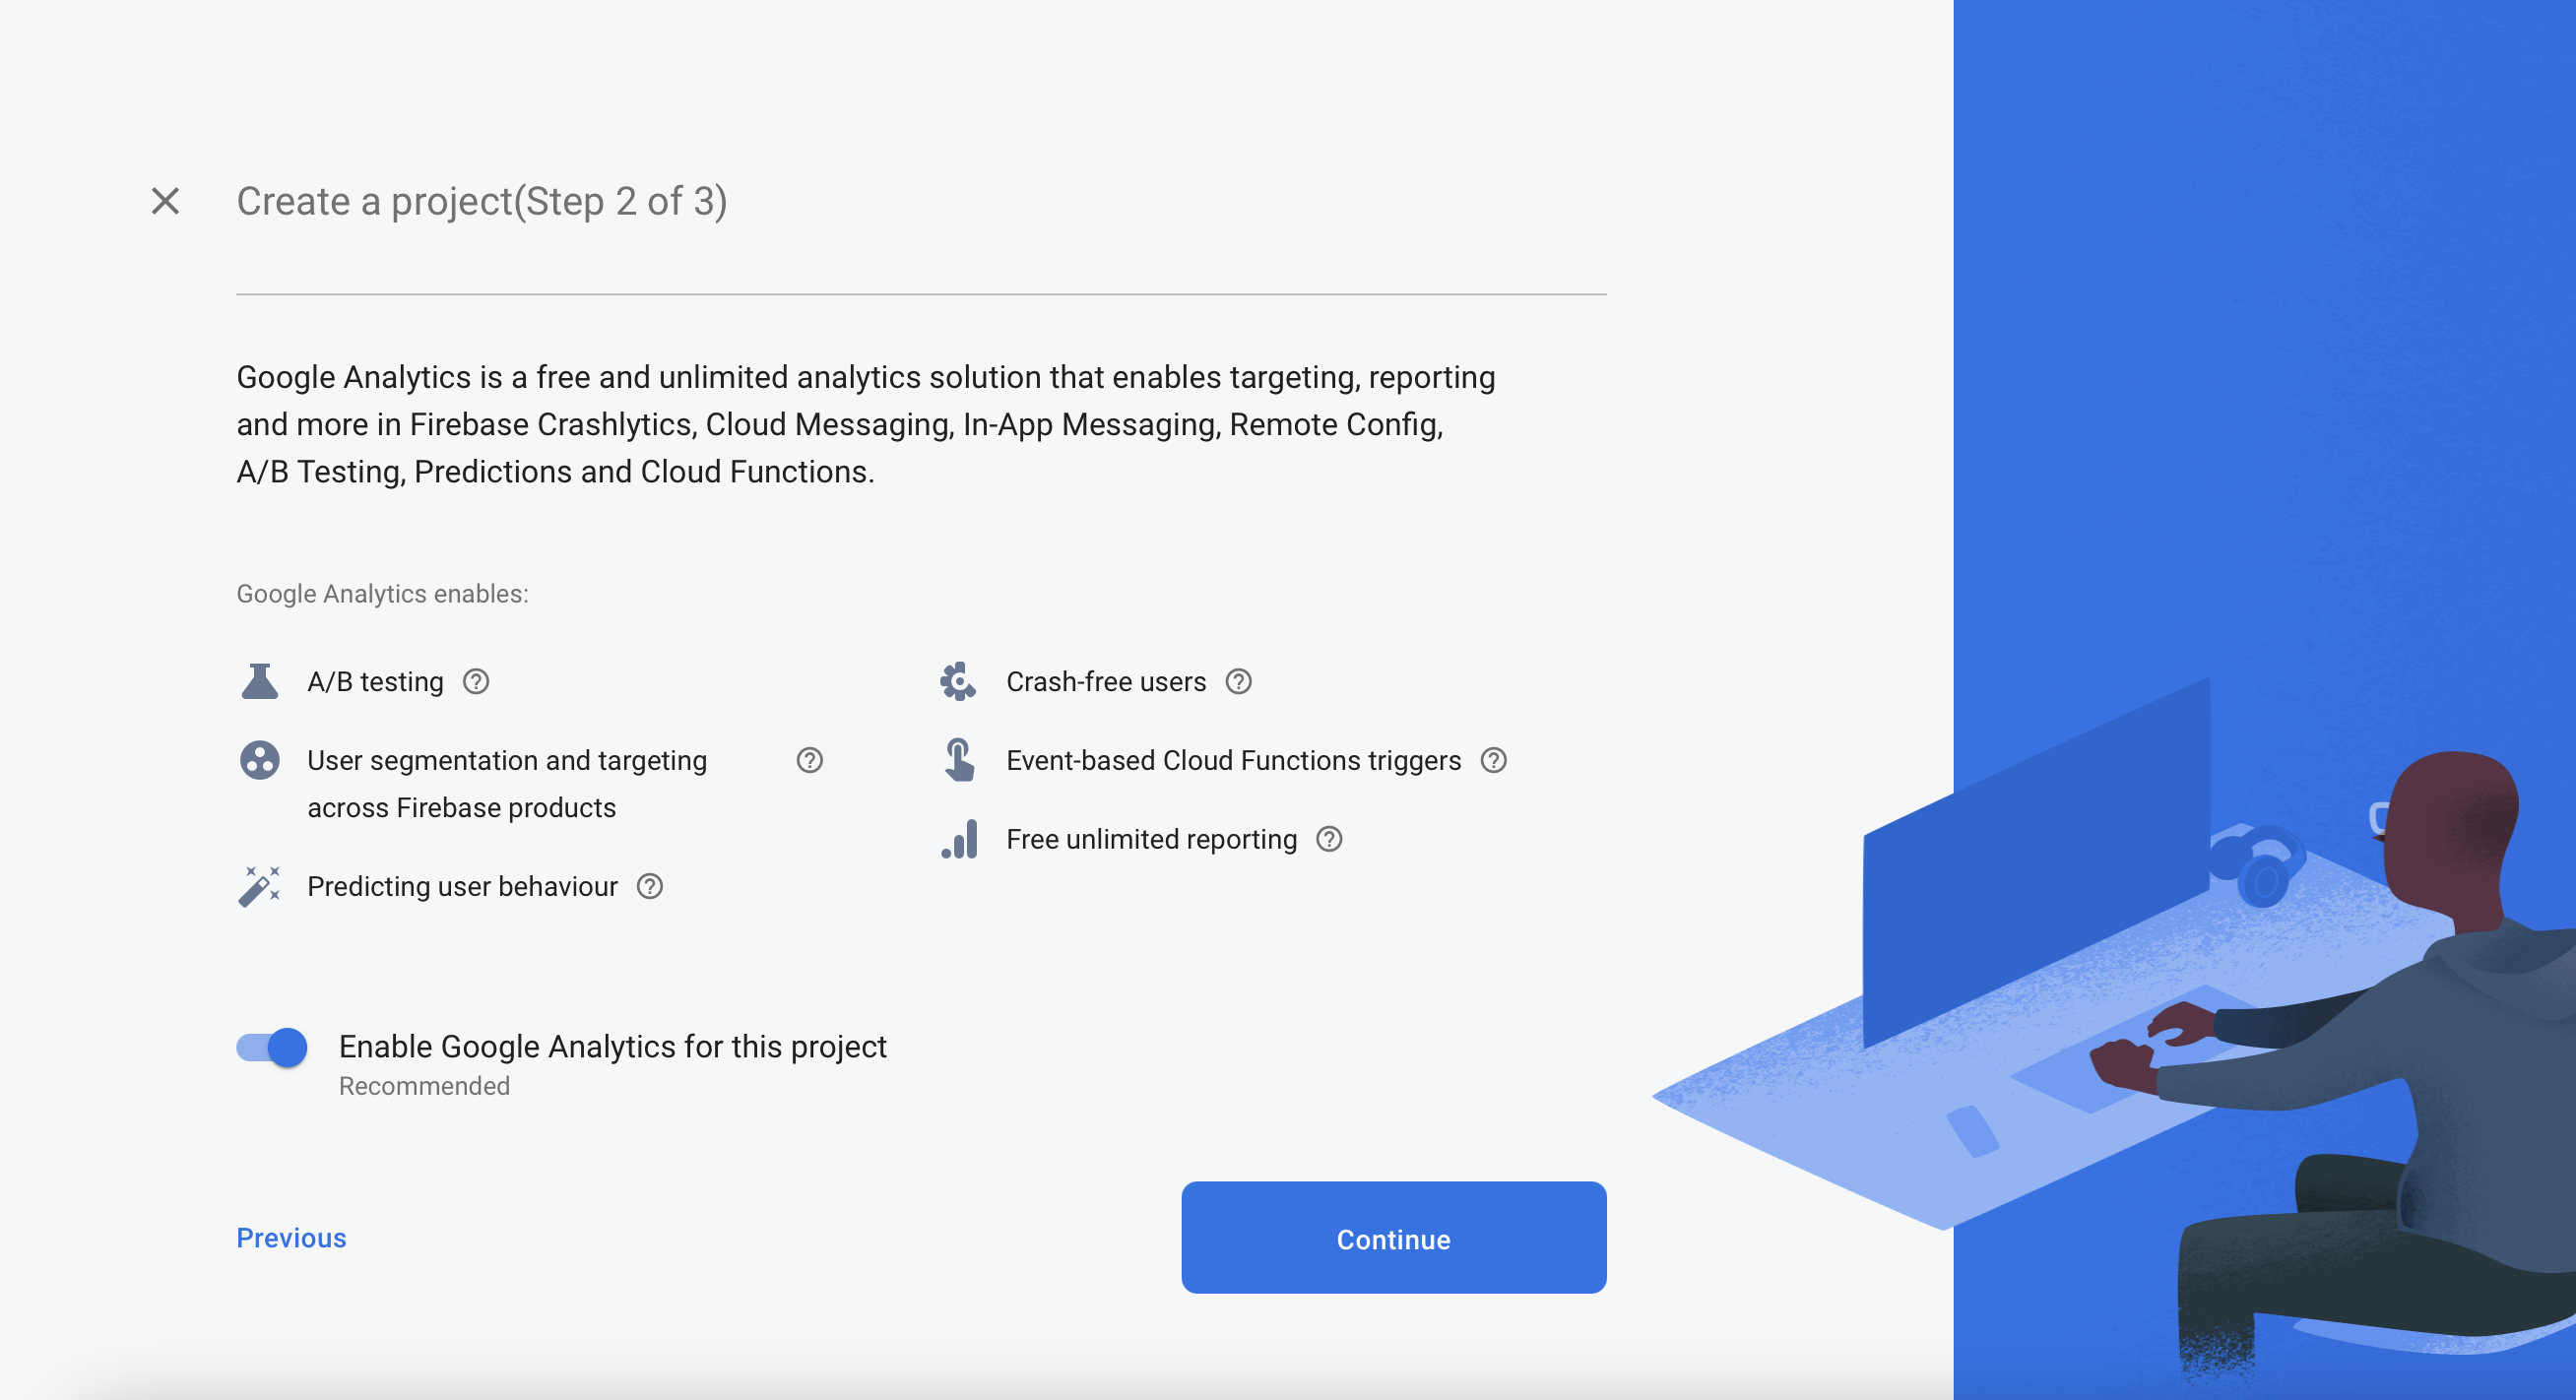 Create a project(Step 2 of 3)
Google Analytics is a free and unlimited analytics solution that enables targeting, reporting
and more in Firebase Crashlytics, Cloud Messaging, In-App Messaging, Remote Config,
A/B Testing, Predictions and Cloud Functions.
Google Analytics enables:
A/B testing
User segmentation and targeting
across Firebase products
Predicting user behaviour
Crash-free users
Event-based Cloud Functions triggers
Free unlimited reporting
Enable Google Analytics for this project
Recommended
Previous
Continue